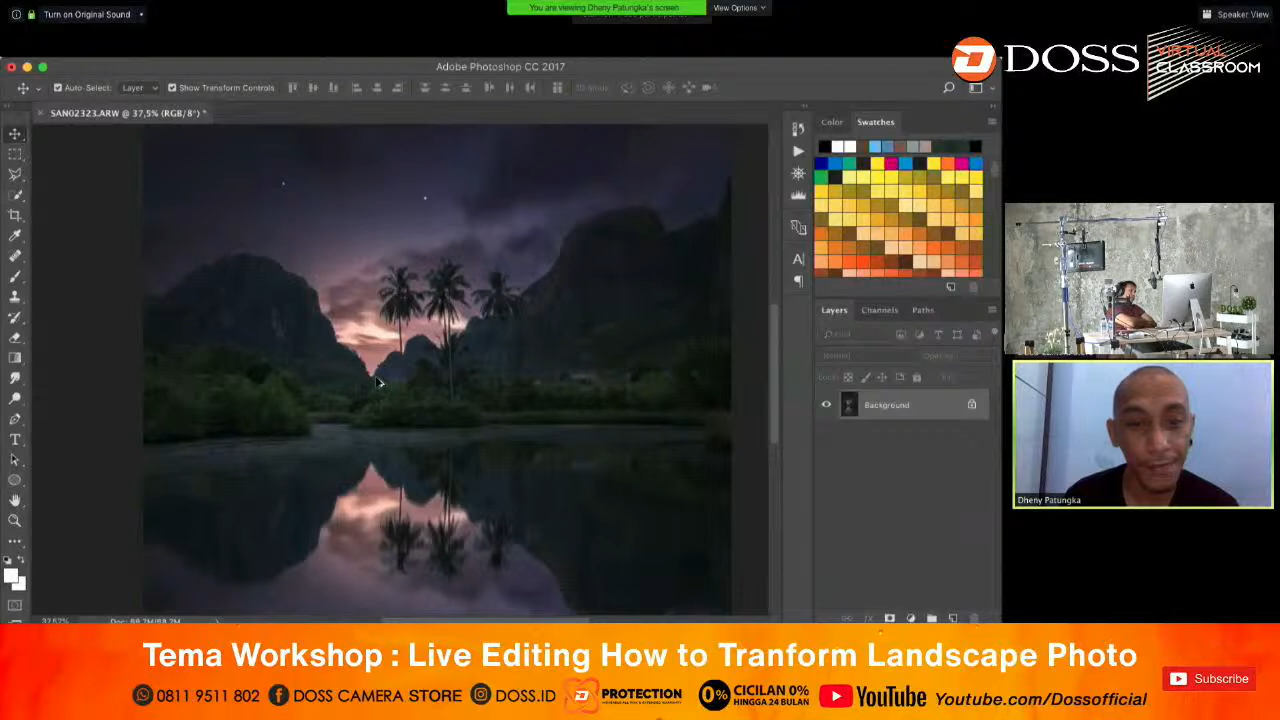 Turn on Original Sound
You are viewing Dheny Patungka's screen
View Options
Speaker View
DOSS
VIRTUAL
CLASSROOM
Adobe Photoshop CC 2017
Auto-Select:
Layer
Show Transform Controls
SAN02323.ARW @ 37,5% (RGB/8*) *
Color
Swatches
Layers
Channels
Paths
Background
Dheny Patungka
Tema Workshop : Live Editing How to Tranform Landscape Photo
0811 9511 802
DOSS CAMERA STORE
DOSS.ID
PROTECTION
0%
CICILAN 0%
HINGGA 24 BULAN
YouTube
Youtube.com/Dossofficial
Subscribe